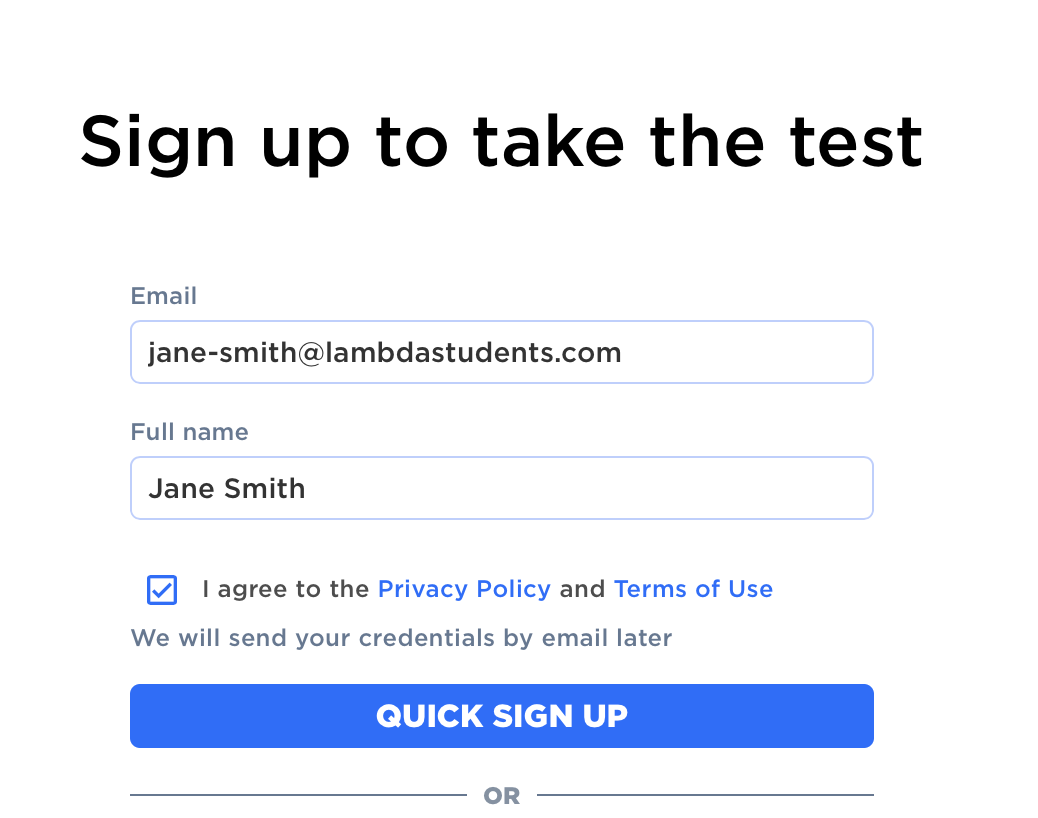 Sign up to take the test
Email
jane-smith@lambdastudents.com
Full name
Jane Smith
I agree to the Privacy Policy and Terms of Use
We will send your credentials by email later
QUICK SIGN UP
OR